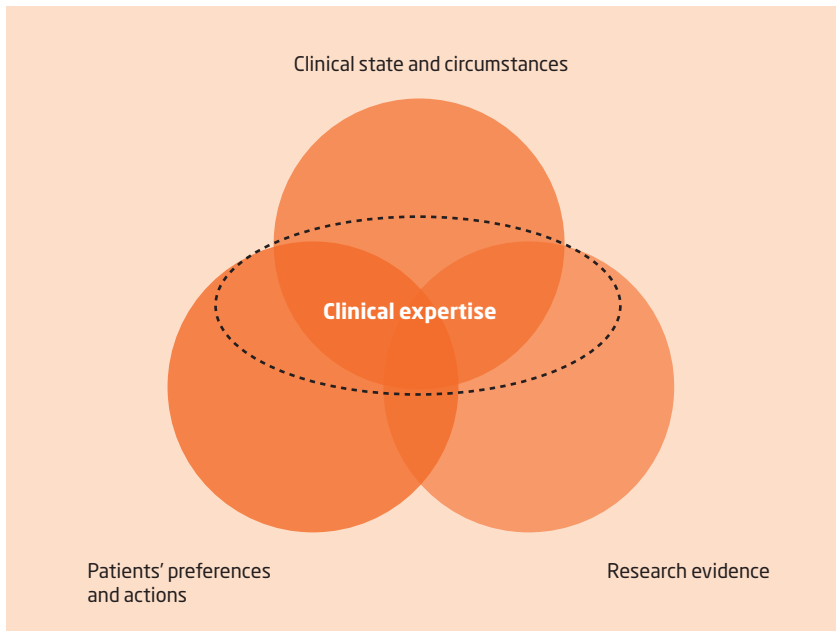 Clinical state and circumstances
Clinical expertise
Patients’ preferences
and actions
Research evidence